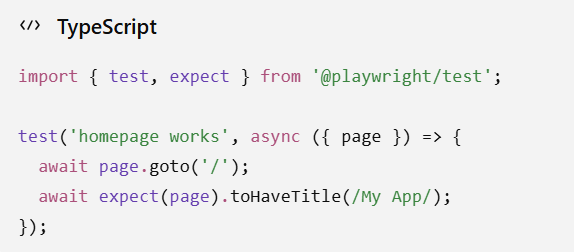 </> TypeScript
import { test, expect } from '@playwright/test';
test('homepage works', async ({ page }) => {
  await page.goto('/');
  await expect(page).toHaveTitle(/My App/);
});